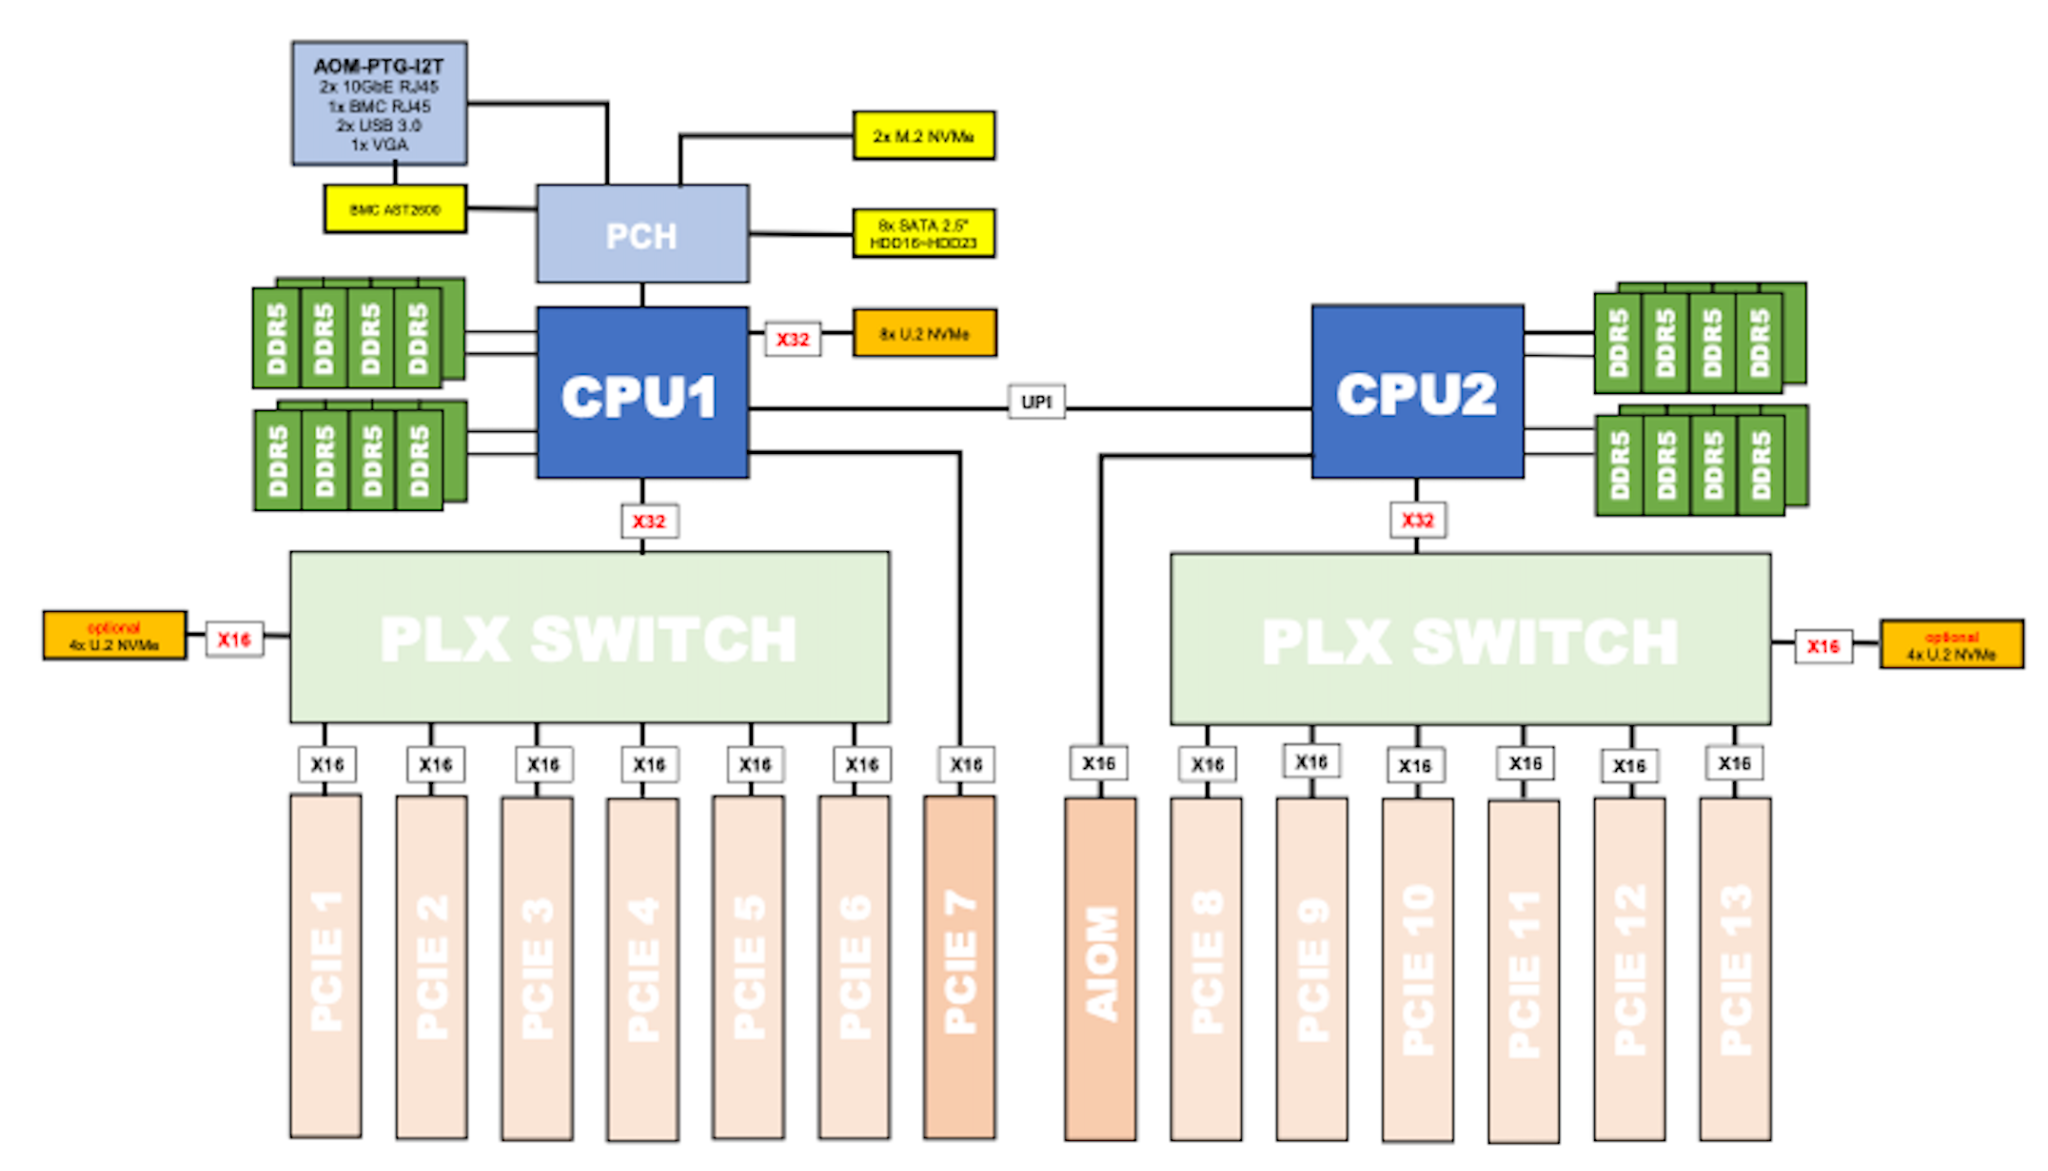 AOM-PTG-I2T
2x 10GbE RJ45
1x BMC RJ45
2x USB 3.0
1x VGA
2x M.2 NVMe
BMC AST2600
PCH
8x SATA 2.5"
HDD16~HDD23
DDR5 DDR5 DDR5 DDR5
DDR5 DDR5 DDR5 DDR5
CPU1
X32
8x U.2 NVMe
UPI
CPU2
DDR5 DDR5 DDR5 DDR5
DDR5 DDR5 DDR5 DDR5
X32
X32
optional
4x U.2 NVMe
X16
PLX SWITCH
PLX SWITCH
X16
optional
4x U.2 NVMe
X16 X16 X16 X16 X16 X16 X16 X16 X16 X16 X16 X16 X16 X16
PCIE 1
PCIE 2
PCIE 3
PCIE 4
PCIE 5
PCIE 6
PCIE 7
AIOM
PCIE 8
PCIE 9
PCIE 10
PCIE 11
PCIE 12
PCIE 13